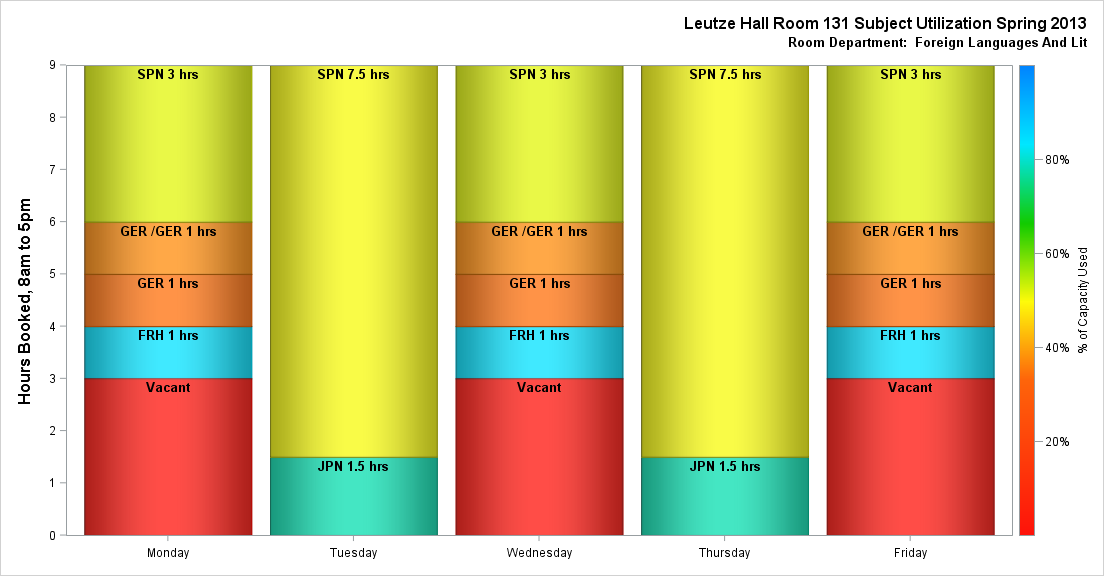 Leutze Hall Room 131 Subject Utilization Spring 2013
Room Department: Foreign Languages And Lit
Hours Booked, 8am to 5pm
9
8
7
6
5
4
3
2
1
0
SPN 3 hrs
GER /GER 1 hrs
GER 1 hrs
FRH 1 hrs
Vacant
Monday
SPN 7.5 hrs
JPN 1.5 hrs
Tuesday
SPN 3 hrs
GER /GER 1 hrs
GER 1 hrs
FRH 1 hrs
Vacant
Wednesday
SPN 7.5 hrs
JPN 1.5 hrs
Thursday
SPN 3 hrs
GER /GER 1 hrs
GER 1 hrs
FRH 1 hrs
Vacant
Friday
80%
60%
40%
20%
% of Capacity Used